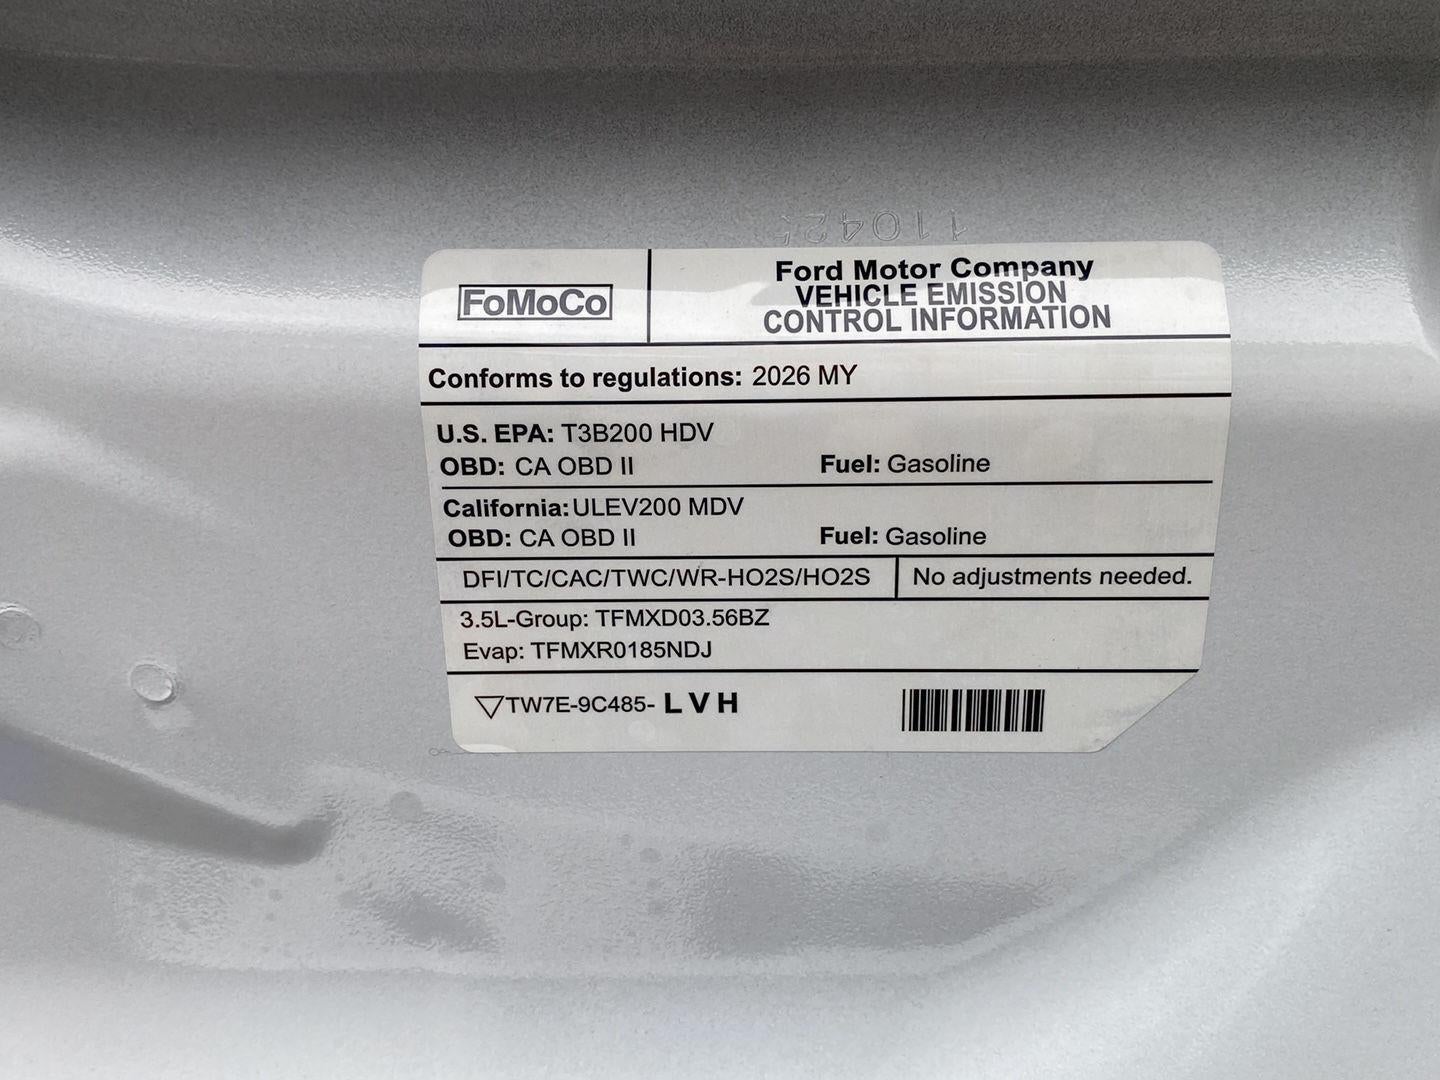 11042
FoMoCo
Ford Motor Company
VEHICLE EMISSION
CONTROL INFORMATION
Conforms to regulations: 2026 MY
U.S. EPA: T3B200 HDV
OBD: CA OBD II Fuel: Gasoline
California: ULEV200 MDV
OBD: CA OBD II Fuel: Gasoline
DFI/TC/CAC/TWC/WR-HO2S/HO2S No adjustments needed.
3.5L-Group: TFMXD03.56BZ
Evap: TFMXR0185NDJ
TW7E-9C485- LVH